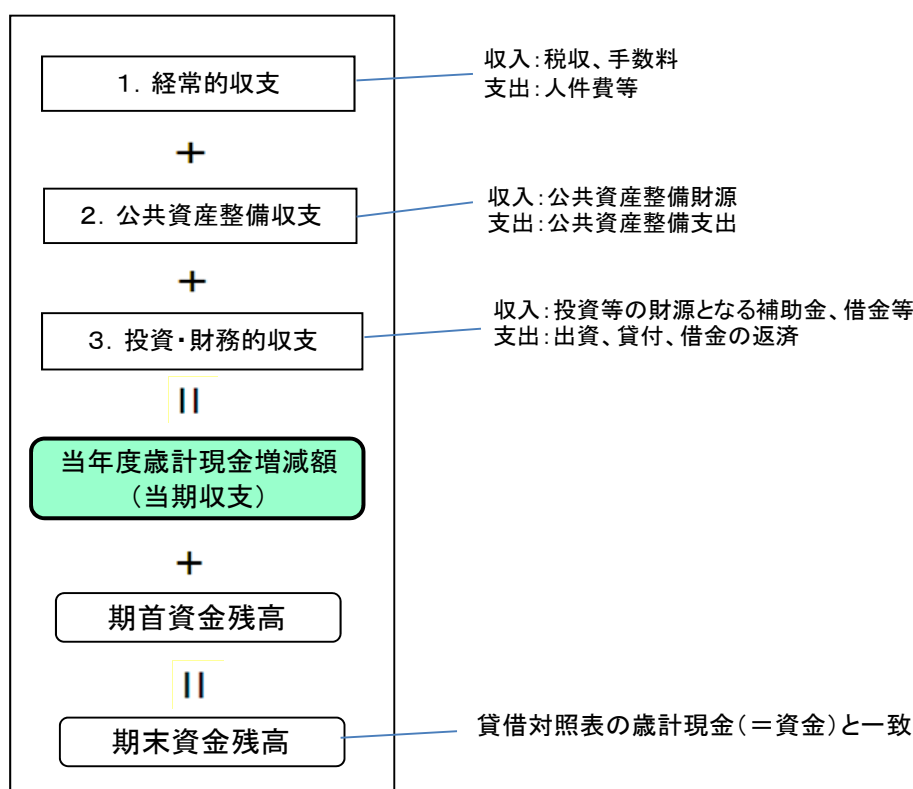 1．経常的収支
収入：税収、手数料
支出：人件費等
＋
2．公共資産整備収支
収入：公共資産整備財源
支出：公共資産整備支出
＋
3．投資・財務的収支
収入：投資等の財源となる補助金、借金等
支出：出資、貸付、借金の返済
＝
当年度歳計現金増減額
（当期収支）
＋
期首資金残高
＝
期末資金残高
貸借対照表の歳計現金（＝資金）と一致